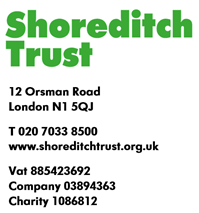 Shoreditch
Trust
12 Orsman Road
London N1 5QJ
T 020 7033 8500
www.shoreditchtrust.org.uk
Vat 885423692
Company 03894363
Charity 1086812